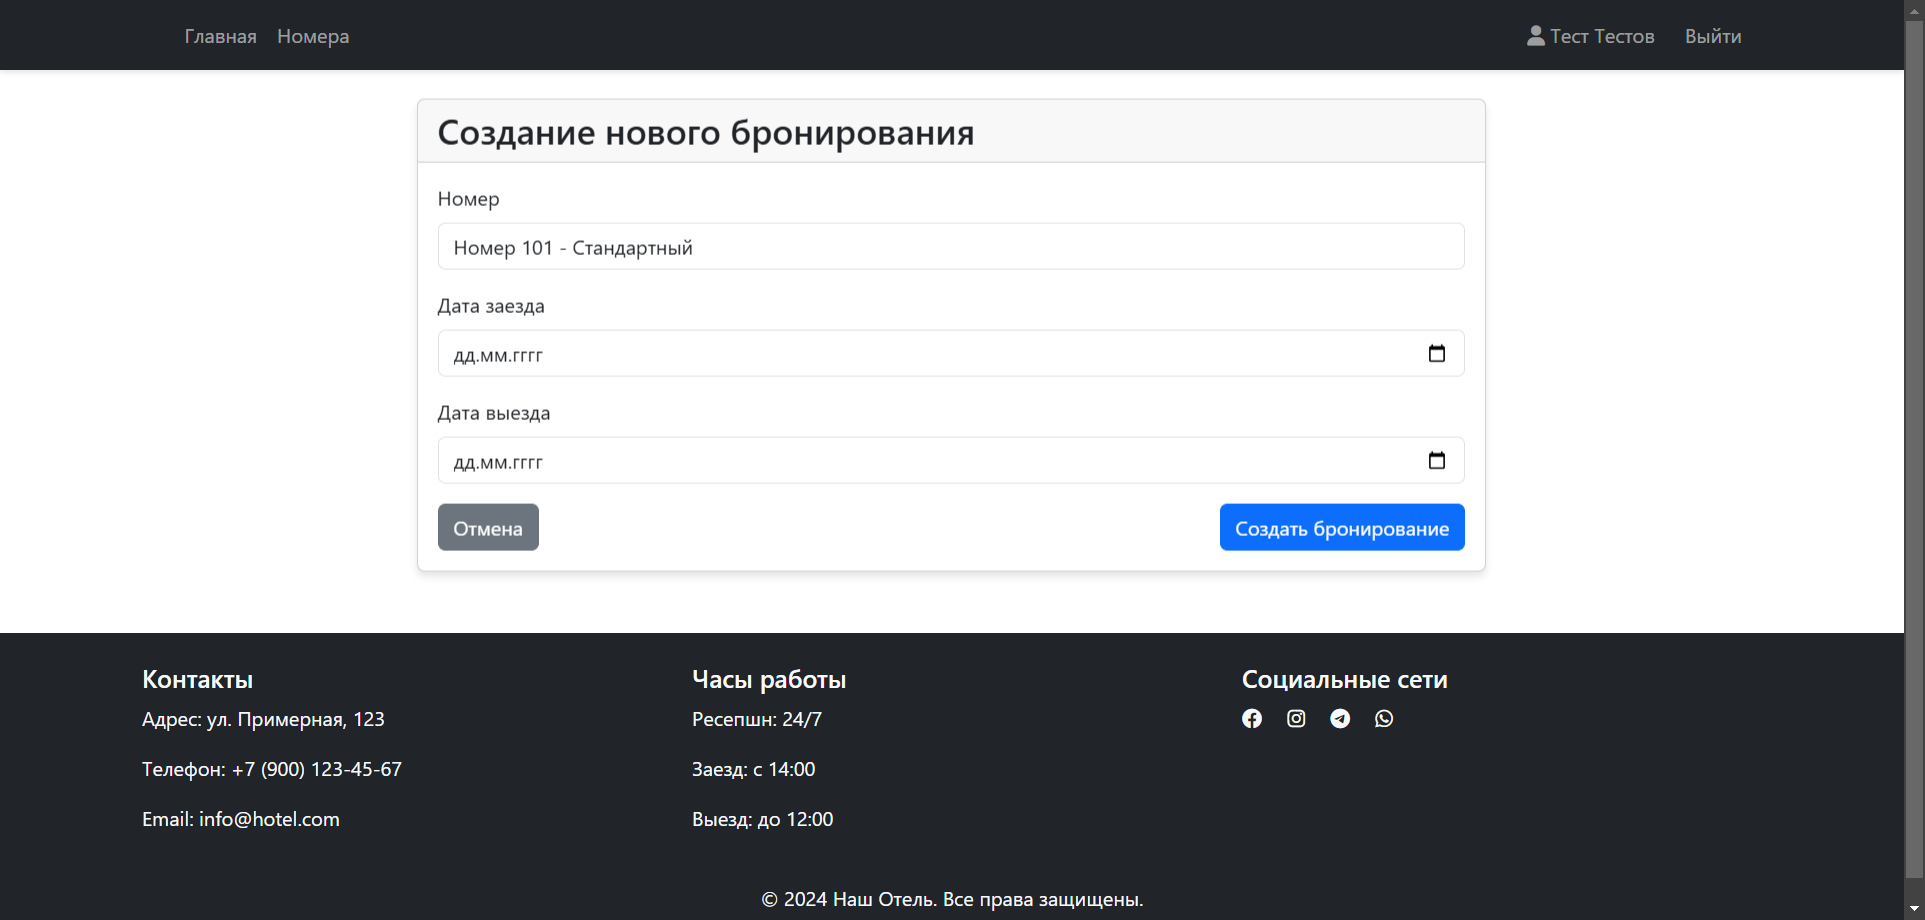 Главная Номера Тест Тестов Выйти
Создание нового бронирования
Номер
Номер 101 - Стандартный
Дата заезда
дд.мм.гггг
Дата выезда
дд.мм.гггг
Отмена Создать бронирование
Контакты
Адрес: ул. Примерная, 123
Телефон: +7 (900) 123-45-67
Email: info@hotel.com
Часы работы
Ресепшн: 24/7
Заезд: с 14:00
Выезд: до 12:00
Социальные сети
© 2024 Наш Отель. Все права защищены.